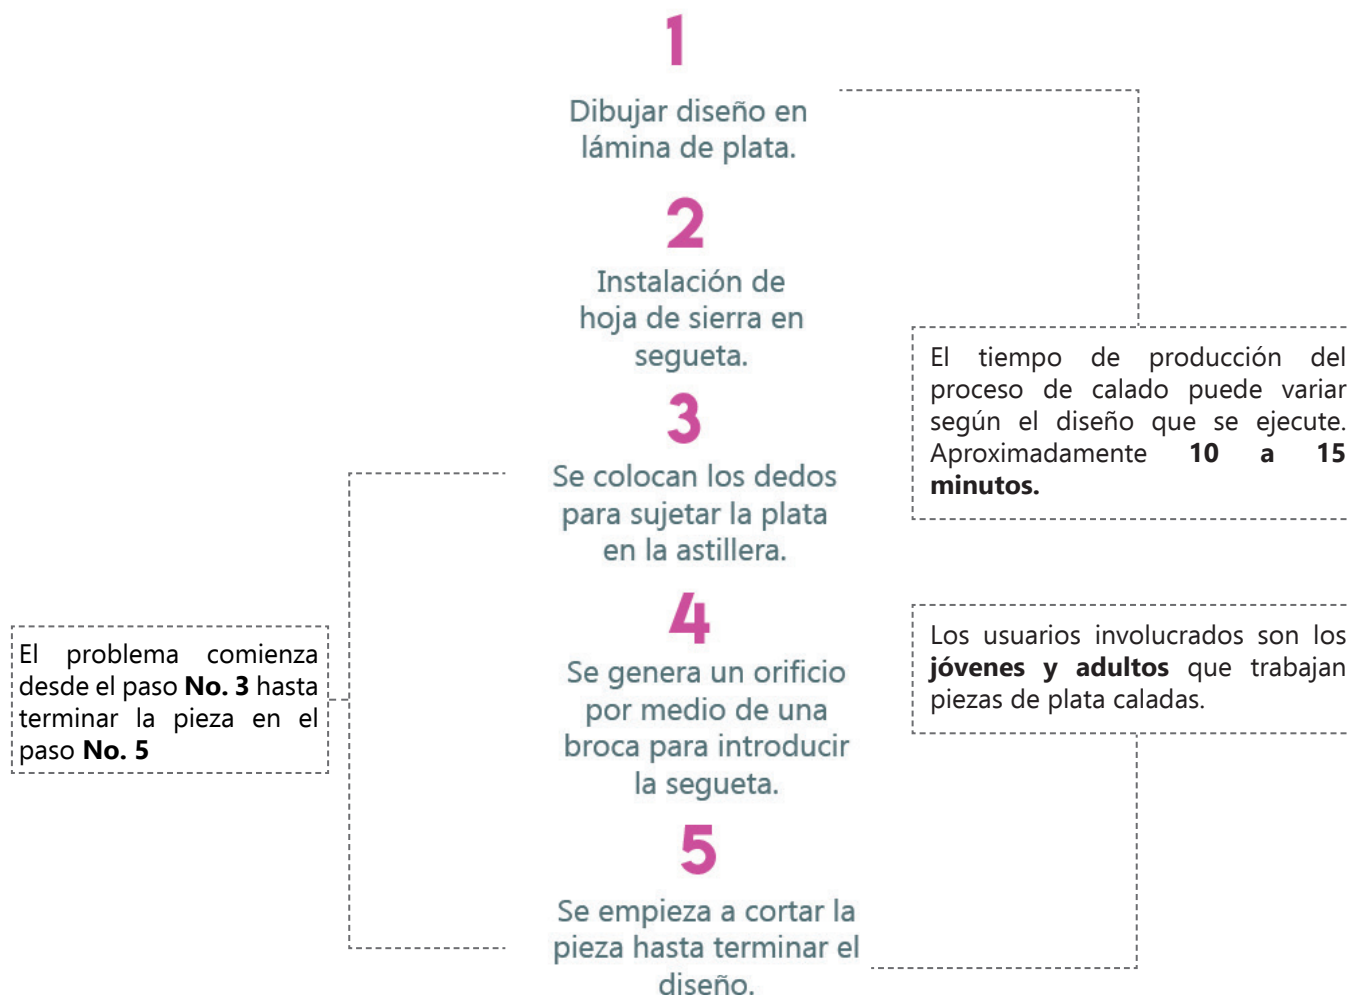 1
Dibujar diseño en
lámina de plata.
2
Instalación de
hoja de sierra en
segueta.
El tiempo de producción del
proceso de calado puede variar
según el diseño que se ejecute.
Aproximadamente 10 a 15
minutos.
3
Se colocan los dedos
para sujetar la plata
en la astillera.
4
Se genera un orificio
por medio de una
broca para introducir
la segueta.
El problema comienza
desde el paso No. 3 hasta
terminar la pieza en el
paso No. 5
Los usuarios involucrados son los
jóvenes y adultos que trabajan
piezas de plata caladas.
5
Se empieza a cortar la
pieza hasta terminar el
diseño.